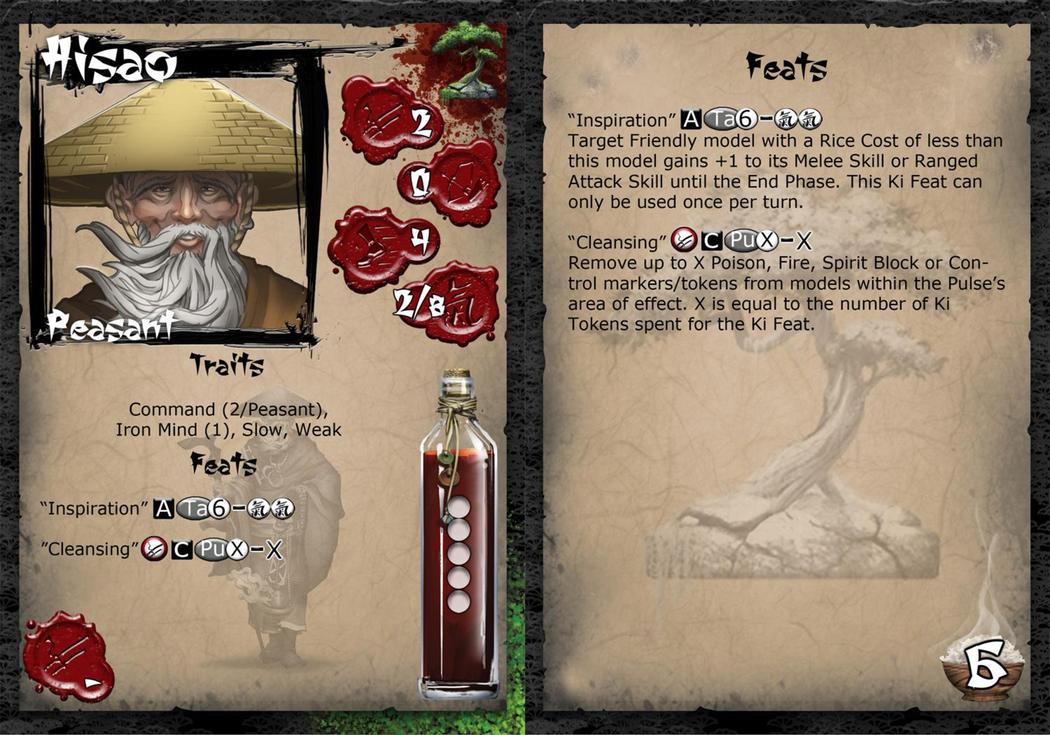 Hisao
2
0
4
2/8氣
Peasant
Traits
Command (2/Peasant),
Iron Mind (1), Slow, Weak
Feats
“Inspiration” A Ta6-氣氣
”Cleansing” C PuX-X
Feats
“Inspiration” A Ta6-氣氣
Target Friendly model with a Rice Cost of less than
this model gains +1 to its Melee Skill or Ranged
Attack Skill until the End Phase. This Ki Feat can
only be used once per turn.
“Cleansing” C PuX-X
Remove up to X Poison, Fire, Spirit Block or Con-
trol markers/tokens from models within the Pulse’s
area of effect. X is equal to the number of Ki
Tokens spent for the Ki Feat.
5